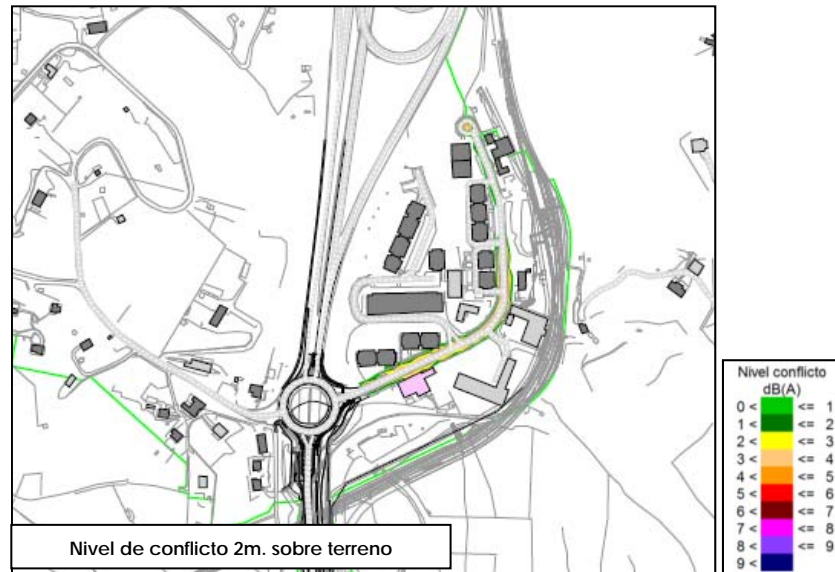 Nivel de conflicto 2m. sobre terreno
Nivel conflicto
dB(A)
0 < <= 1
1 < <= 2
2 < <= 3
3 < <= 4
4 < <= 5
5 < <= 6
6 < <= 7
7 < <= 8
8 < <= 9
9 <